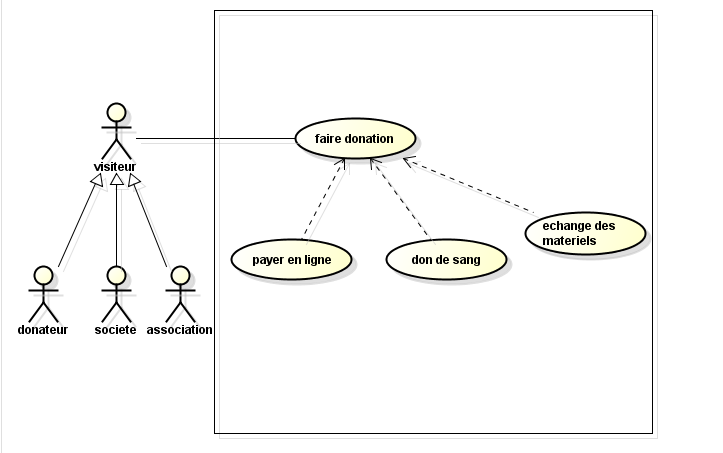 faire donation
visiteur
echange des
materiels
payer en ligne
don de sang
donateur
societe
association